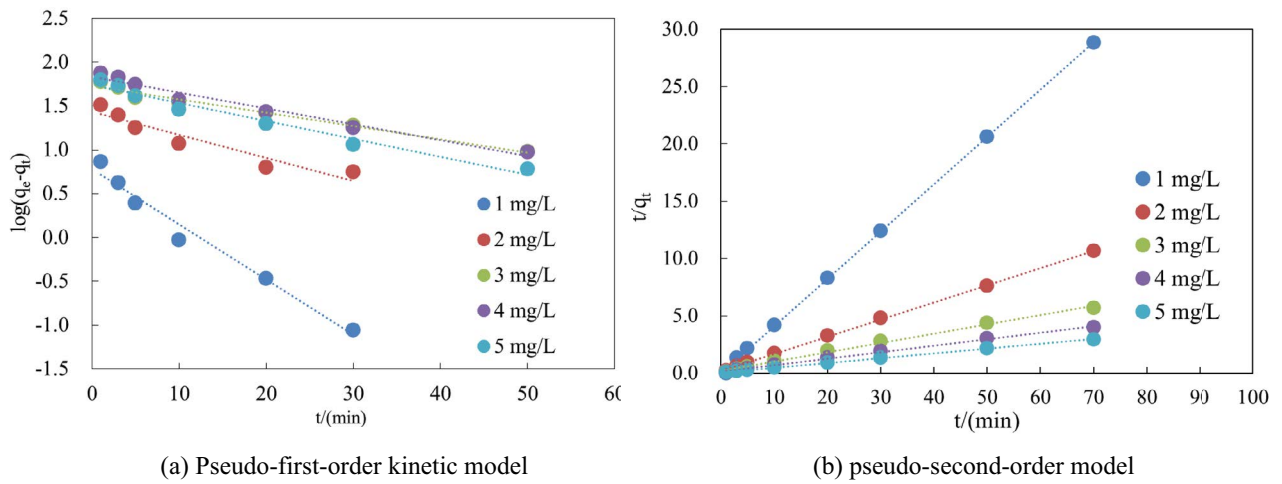 2.5
2.0
1.5
1.0
0.5
0.0
-0.5
-1.0
-1.5
log(qₑ-qₜ)
0 10 20 30 40 50 60
t/(min)
1 mg/L
2 mg/L
3 mg/L
4 mg/L
5 mg/L
(a) Pseudo-first-order kinetic model
30.0
25.0
20.0
15.0
10.0
5.0
0.0
t/qₜ
0 10 20 30 40 50 60 70 80 90 100
t/(min)
1 mg/L
2 mg/L
3 mg/L
4 mg/L
5 mg/L
(b) pseudo-second-order model